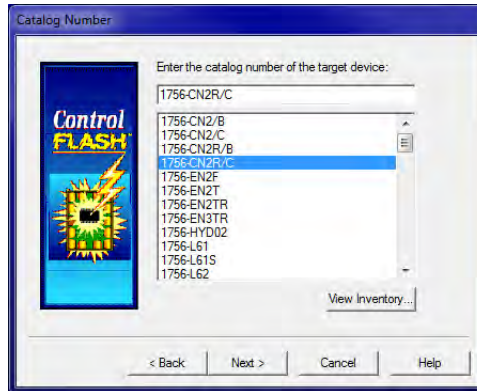 Catalog Number
Control
FLASH
Enter the catalog number of the target device:
1756-CN2R/C
1756-CN2/B
1756-CN2/C
1756-CN2R/B
1756-CN2R/C
1756-EN2F
1756-EN2T
1756-EN2TR
1756-EN3TR
1756-HYD02
1756-L61
1756-L61S
1756-L62
View Inventory...
< Back
Next >
Cancel
Help